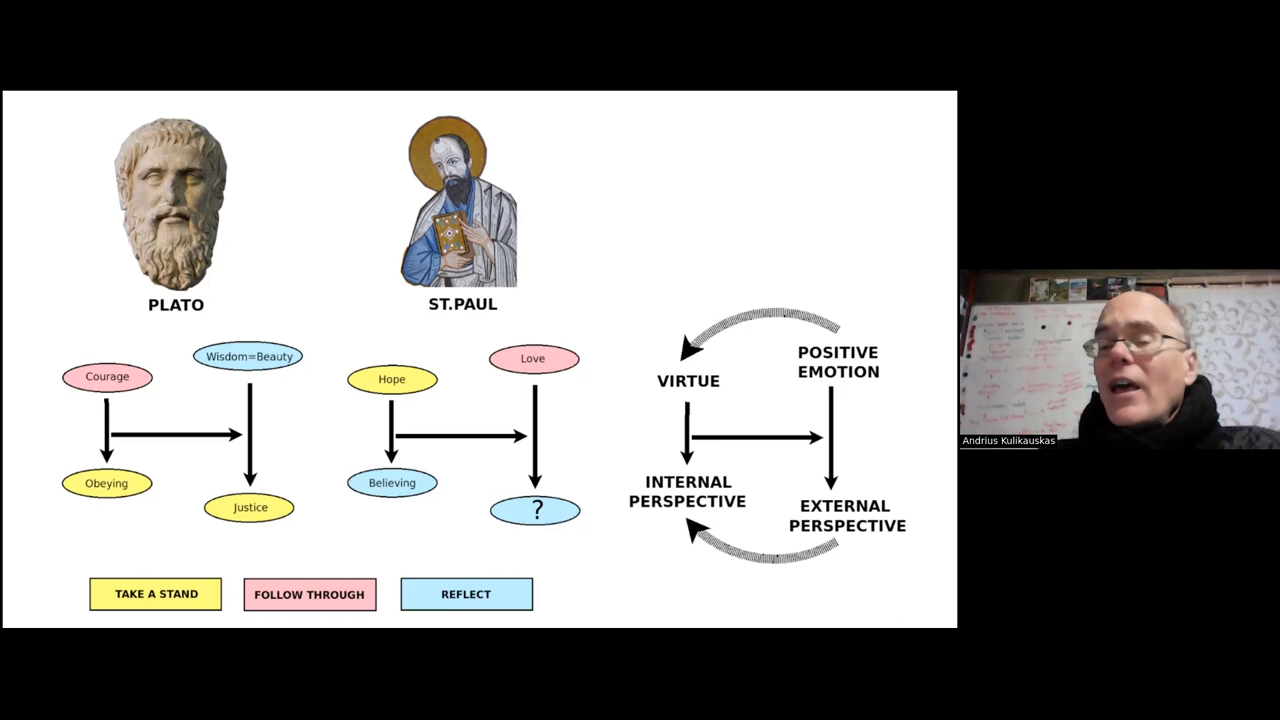 PLATO
ST.PAUL
Courage
Wisdom=Beauty
Obeying
Justice
Hope
Love
Believing
?
POSITIVE
EMOTION
VIRTUE
INTERNAL
PERSPECTIVE
EXTERNAL
PERSPECTIVE
TAKE A STAND
FOLLOW THROUGH
REFLECT
Andrius Kulikauskas